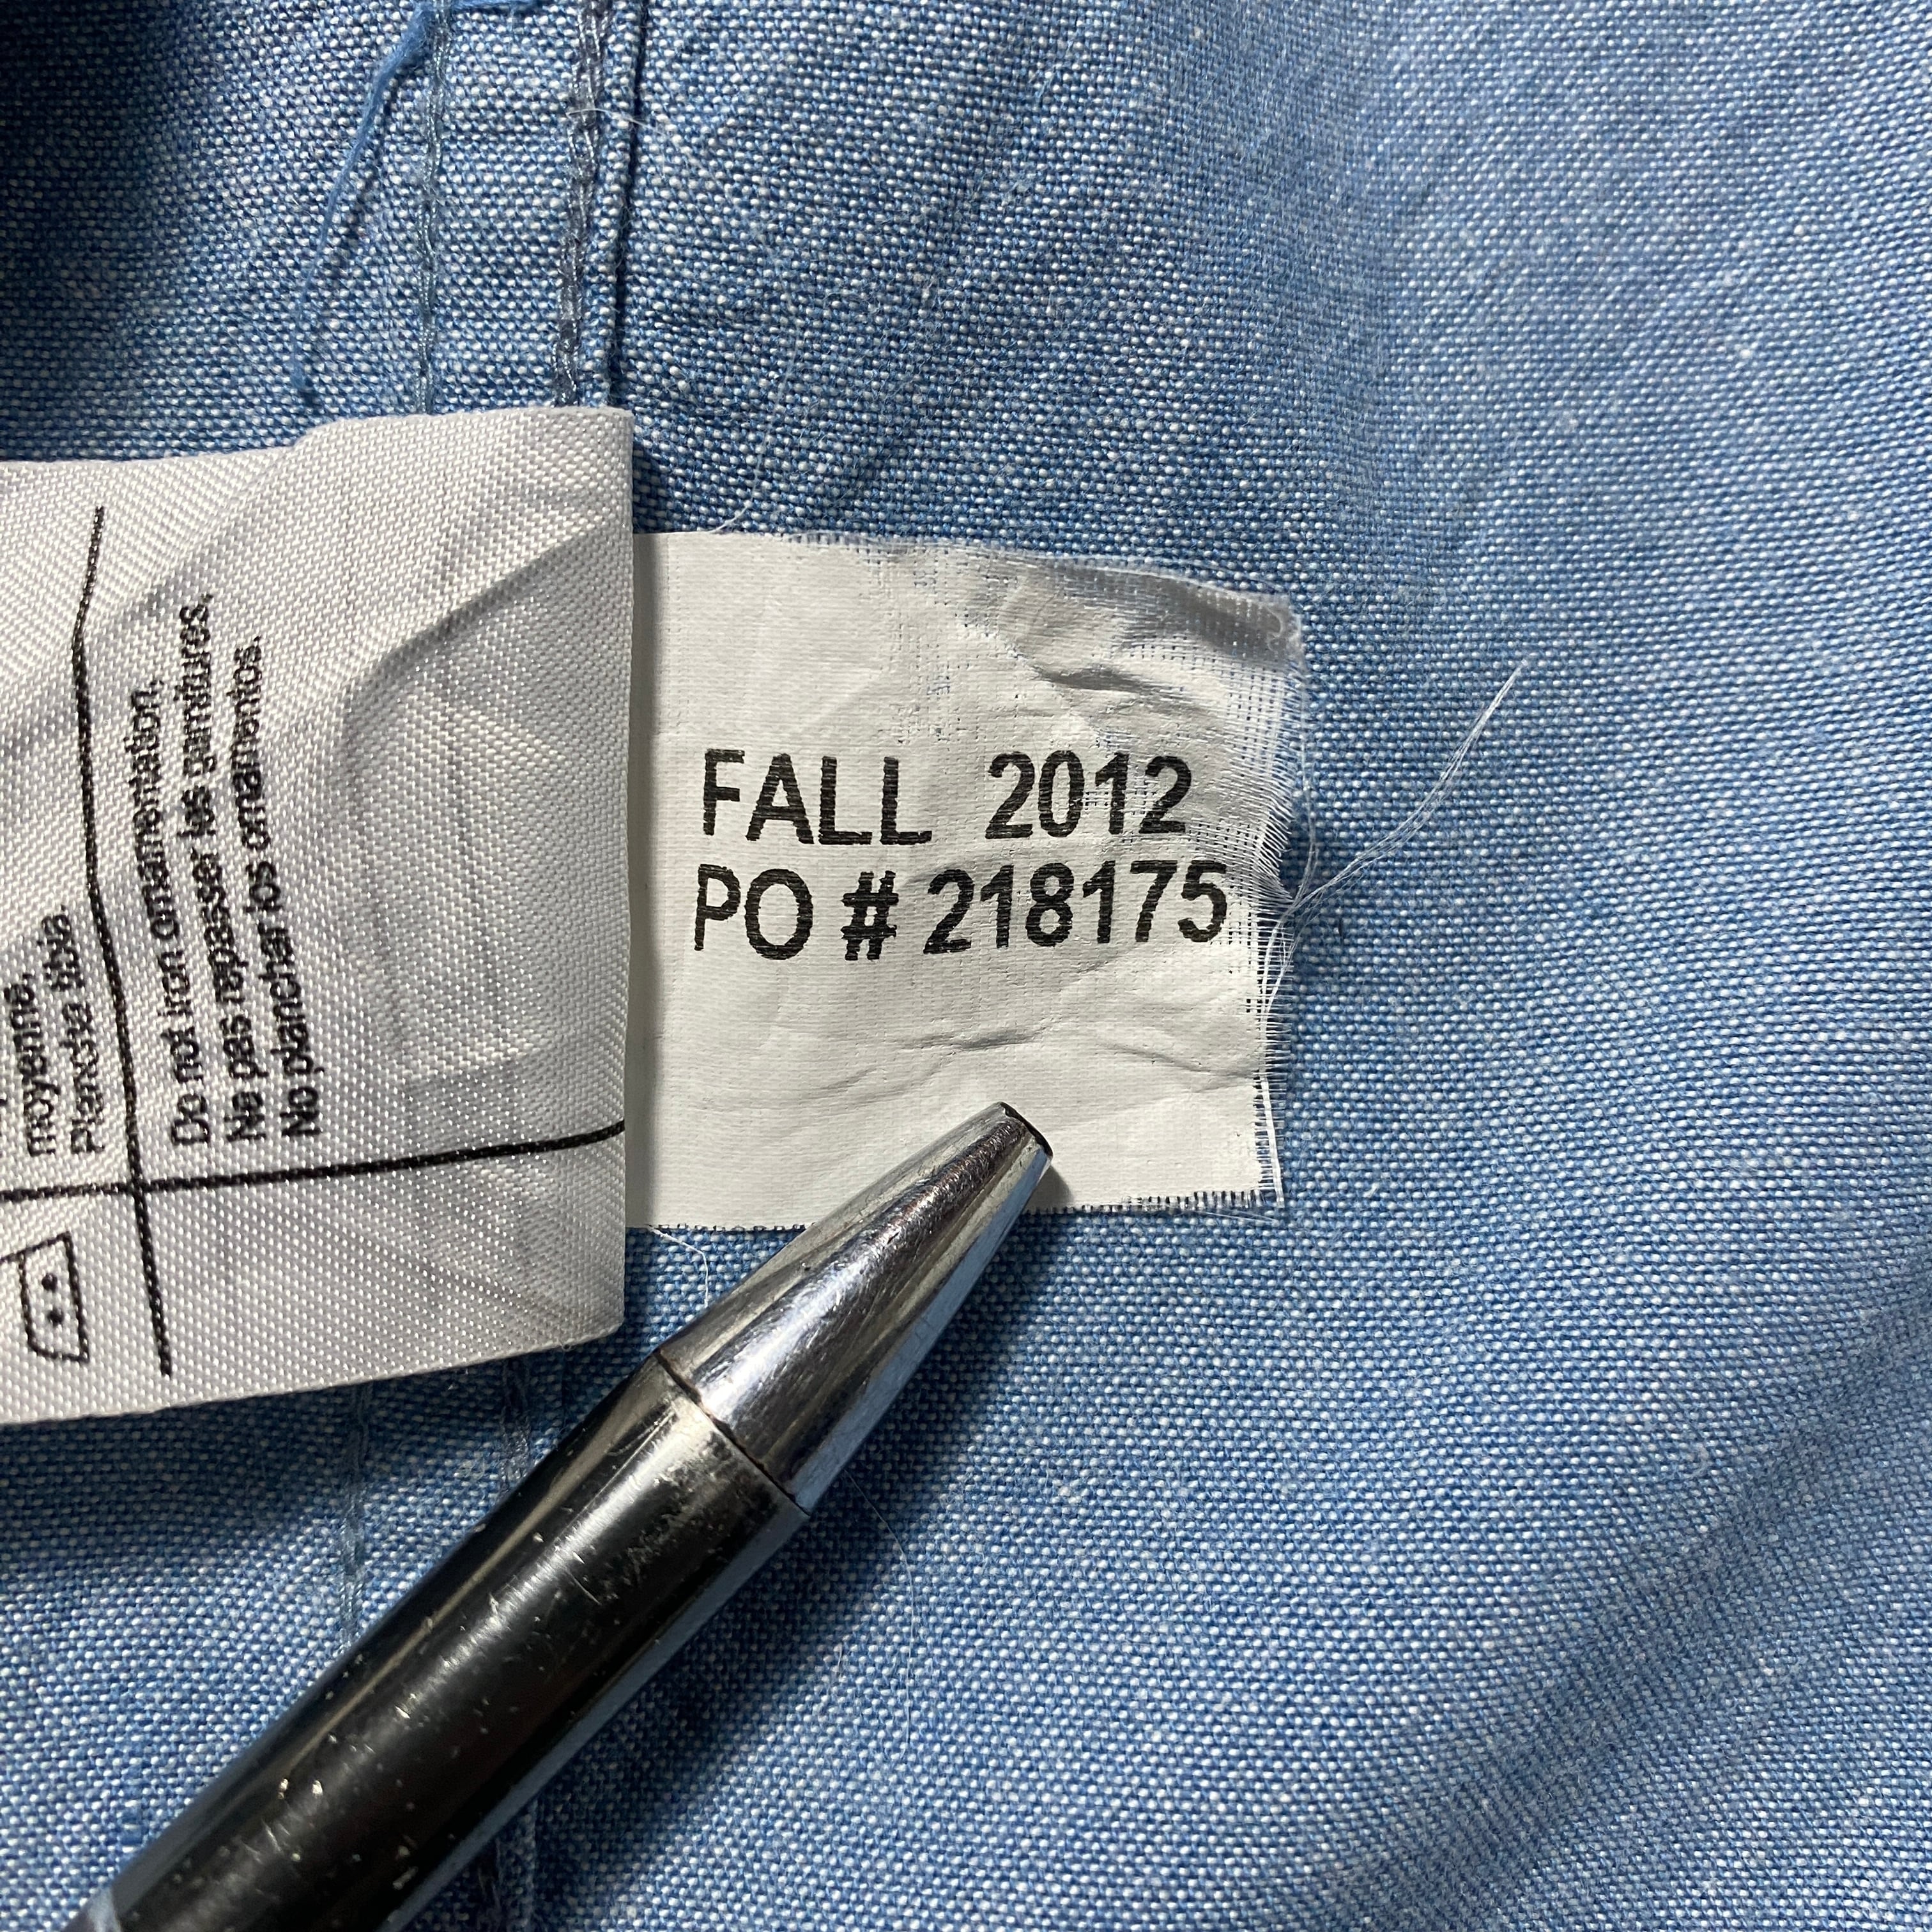 moyenne.
Plancha tibia.
Do not iron ornamentation.
Ne pas repasser les garnitures.
No planchar los ornamentos.
FALL 2012
PO # 218175